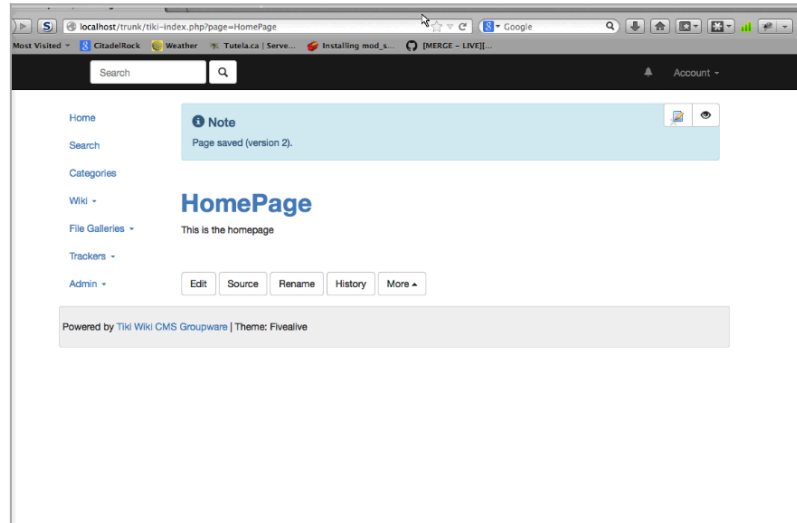 localhost/trunk/tiki-index.php?page=HomePage
Google
Most Visited
CitadelRock
Weather
Tutela.ca | Serve...
Installing mod_s...
[MERGE - LIVE][...
Search
Account
Home
Note
Page saved (version 2).
Search
Categories
Wiki
HomePage
File Galleries
This is the homepage
Trackers
Admin
Edit
Source
Rename
History
More
Powered by Tiki Wiki CMS Groupware | Theme: Fivealive